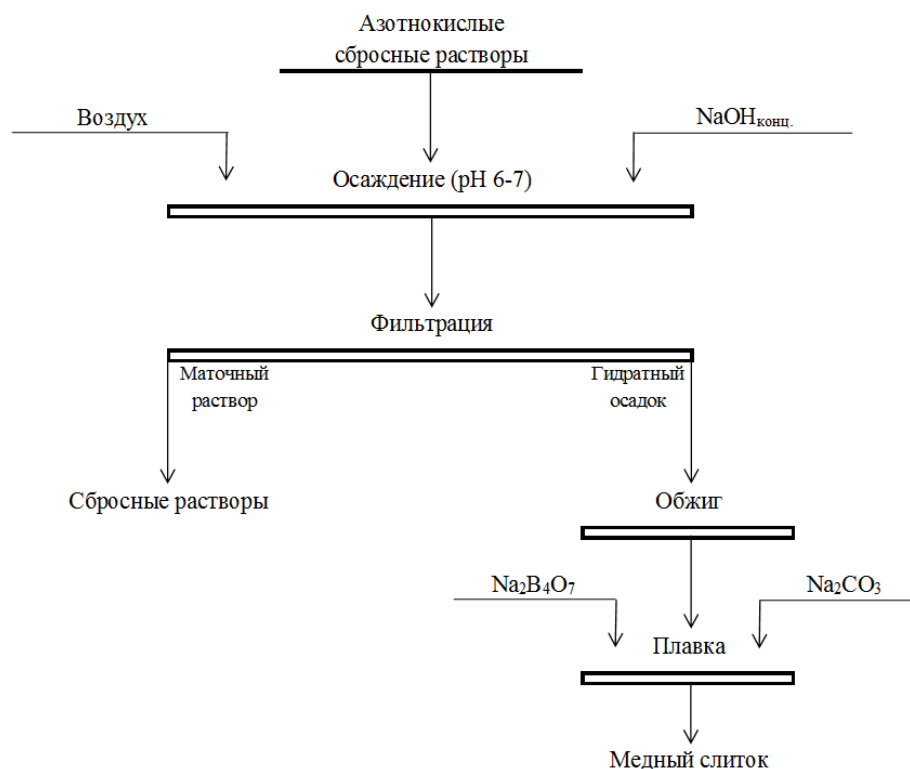 Азотнокислые
сбросные растворы
Воздух
NaOHконц.
Осаждение (рН 6-7)
Фильтрация
Маточный
раствор
Гидратный
осадок
Сбросные растворы
Обжиг
Na₂B₄O₇
Na₂CO₃
Плавка
Медный слиток